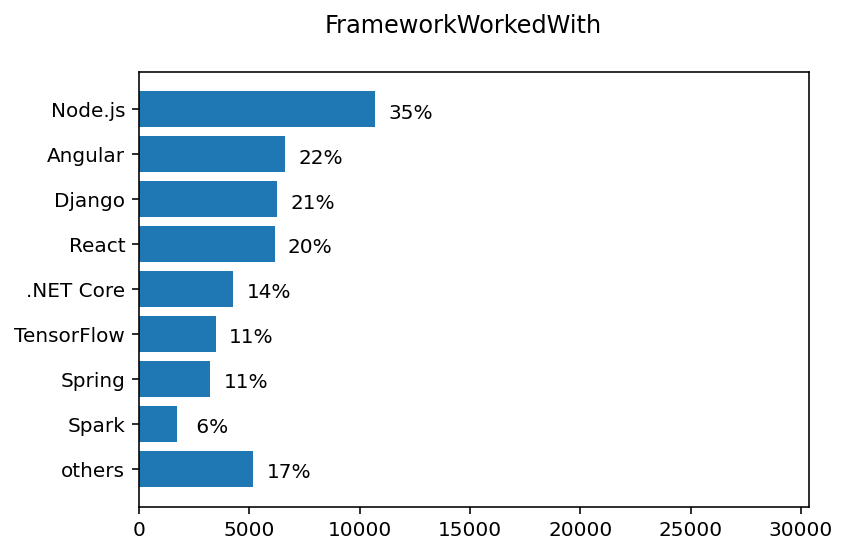 FrameworkWorkedWith
Node.js 35%
Angular 22%
Django 21%
React 20%
.NET Core 14%
TensorFlow 11%
Spring 11%
Spark 6%
others 17%
0 5000 10000 15000 20000 25000 30000